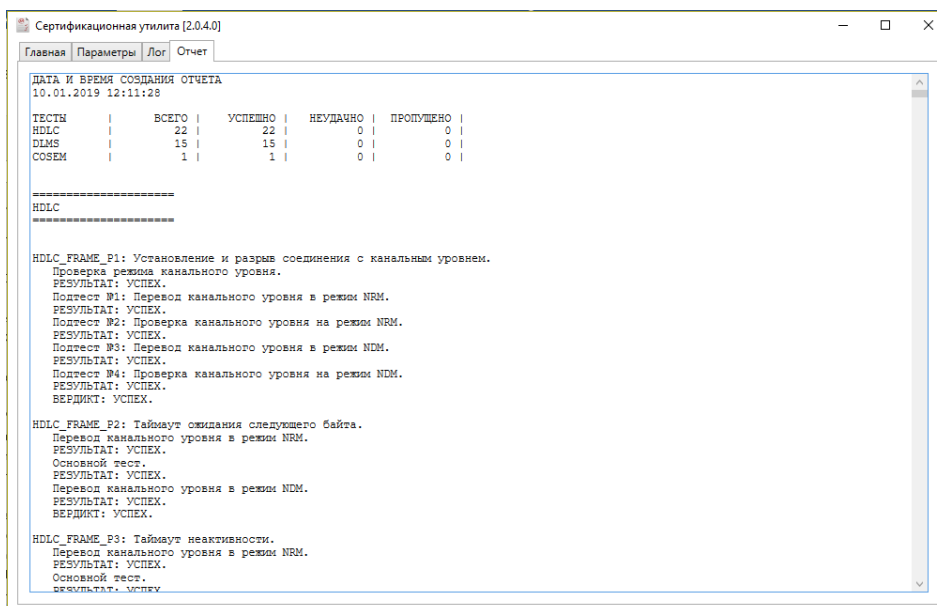 Сертификационная утилита [2.0.4.0]
Главная Параметры Лог Отчет
ДАТА И ВРЕМЯ СОЗДАНИЯ ОТЧЕТА
10.01.2019 12:11:28
ТЕСТЫ | ВСЕГО | УСПЕШНО | НЕУДАЧНО | ПРОПУЩЕНО |
HDLC | 22 | 22 | 0 | 0 |
DLMS | 15 | 15 | 0 | 0 |
COSEM | 1 | 1 | 0 | 0 |
=====================
HDLC
=====================
HDLC_FRAME_P1: Установление и разрыв соединения с канальным уровнем.
Проверка режима канального уровня.
РЕЗУЛЬТАТ: УСПЕХ.
Подтест №1: Перевод канального уровня в режим NRM.
РЕЗУЛЬТАТ: УСПЕХ.
Подтест №2: Проверка канального уровня на режим NRM.
РЕЗУЛЬТАТ: УСПЕХ.
Подтест №3: Перевод канального уровня в режим NDM.
РЕЗУЛЬТАТ: УСПЕХ.
Подтест №4: Проверка канального уровня на режим NDM.
РЕЗУЛЬТАТ: УСПЕХ.
ВЕРДИКТ: УСПЕХ.
HDLC_FRAME_P2: Таймаут ожидания следующего байта.
Перевод канального уровня в режим NRM.
РЕЗУЛЬТАТ: УСПЕХ.
Основной тест.
РЕЗУЛЬТАТ: УСПЕХ.
Перевод канального уровня в режим NDM.
РЕЗУЛЬТАТ: УСПЕХ.
ВЕРДИКТ: УСПЕХ.
HDLC_FRAME_P3: Таймаут неактивности.
Перевод канального уровня в режим NRM.
РЕЗУЛЬТАТ: УСПЕХ.
Основной тест.
РЕЗУЛЬТАТ: УСПЕХ